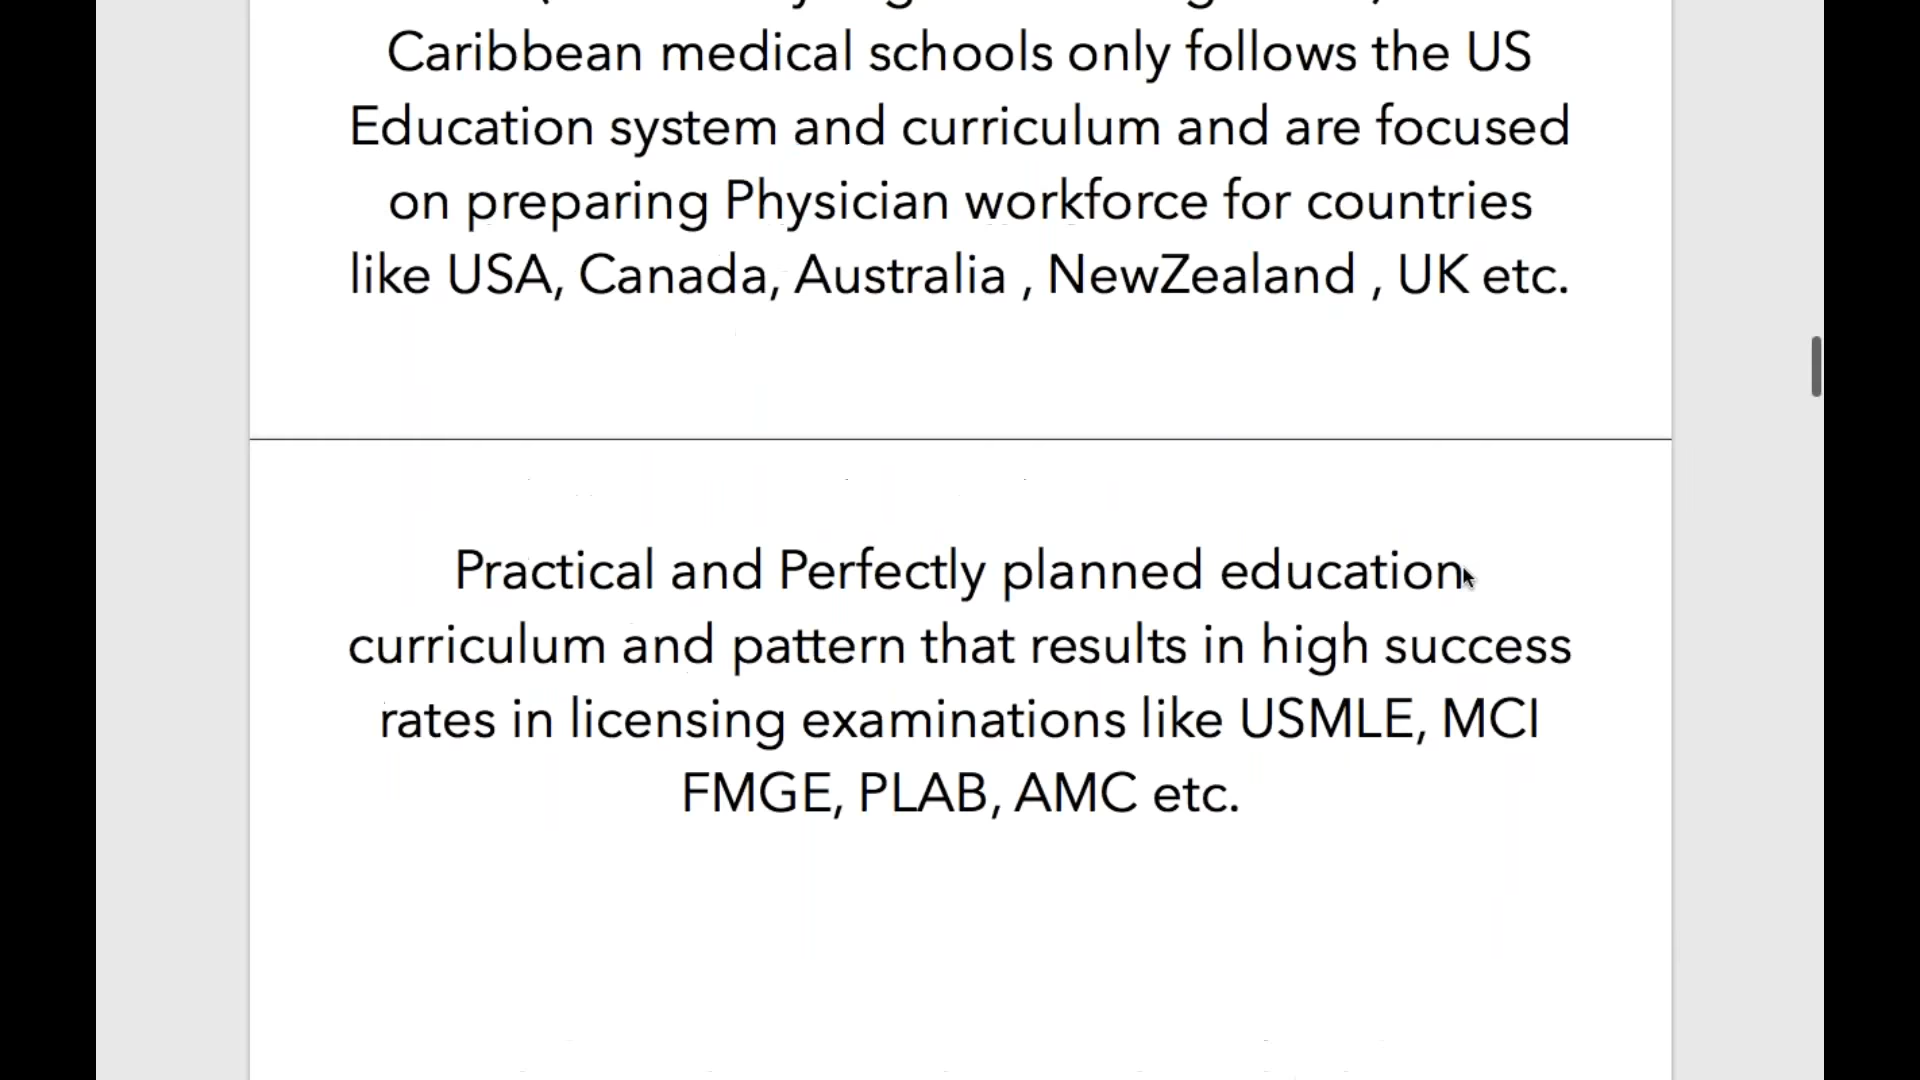 Caribbean medical schools only follows the US
Education system and curriculum and are focused
on preparing Physician workforce for countries
like USA, Canada, Australia , NewZealand , UK etc.
Practical and Perfectly planned education
curriculum and pattern that results in high success
rates in licensing examinations like USMLE, MCI
FMGE, PLAB, AMC etc.